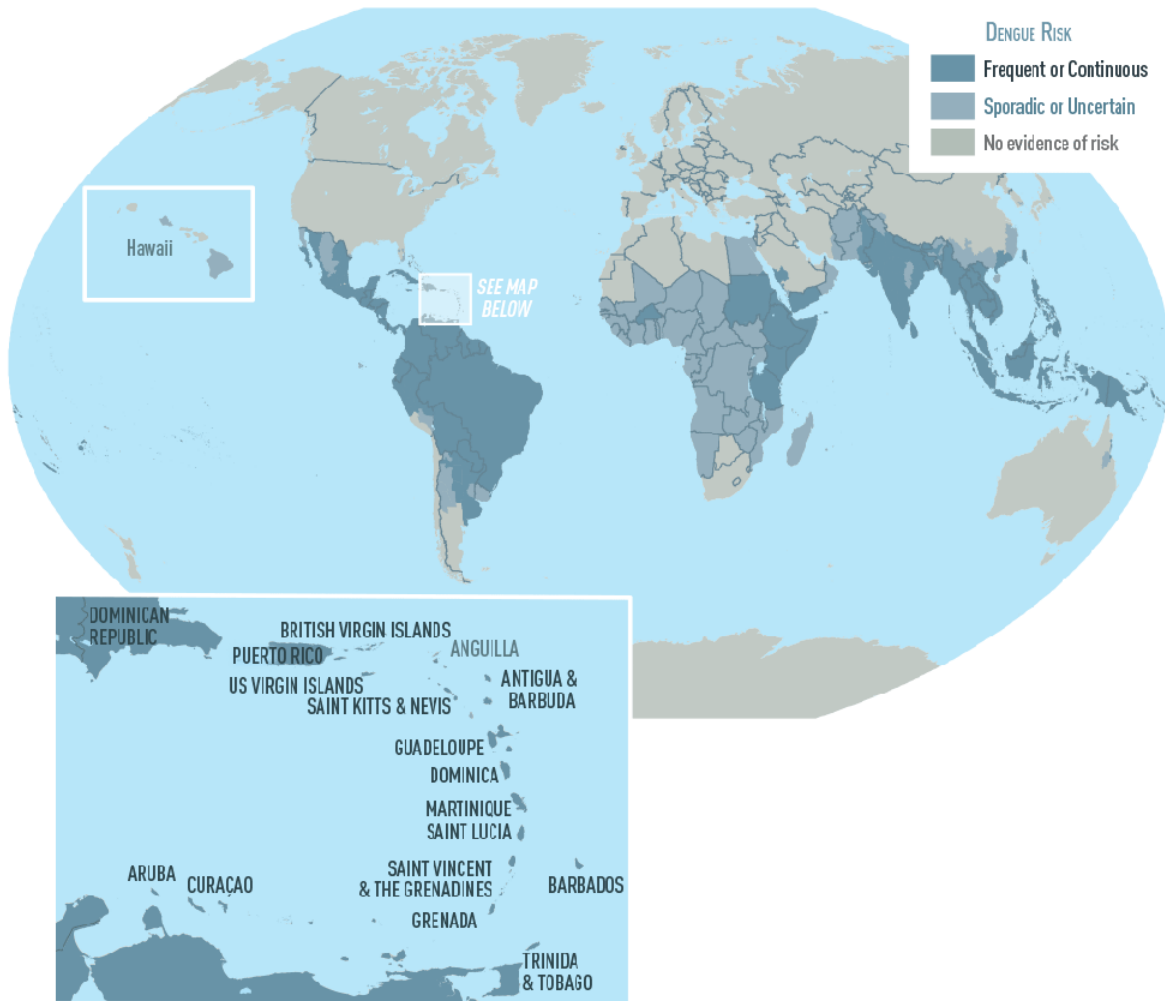 DENGUE RISK
Frequent or Continuous
Sporadic or Uncertain
No evidence of risk
Hawaii
SEE MAP
BELOW
DOMINICAN
REPUBLIC
BRITISH VIRGIN ISLANDS
PUERTO RICO
ANGUILLA
US VIRGIN ISLANDS
SAINT KITTS & NEVIS
ANTIGUA &
BARBUDA
GUADELOUPE
DOMINICA
MARTINIQUE
SAINT LUCIA
SAINT VINCENT
& THE GRENADINES
BARBADOS
ARUBA
CURAÇAO
GRENADA
TRINIDA
& TOBAGO